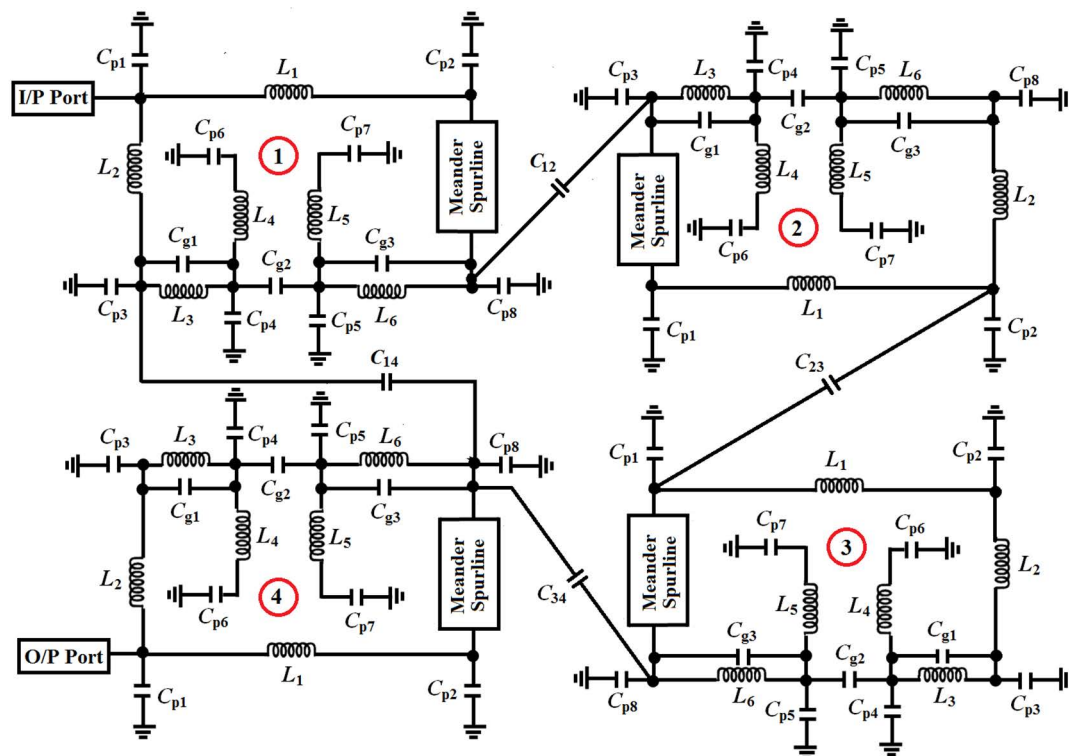 Cp1
L1
Cp2
I/P Port
L2
Cp6
1
Cp7
Meander
Spurline
L4
L5
Cg1
Cg2
Cg3
Cp3
L3
Cp4
Cp5
L6
Cp8
C12
Cp3
L3
Cp4
Cp5
L6
Cp8
Cg1
Cg2
Cg3
Meander
Spurline
L4
L5
L2
Cp6
2
Cp7
L1
Cp1
Cp2
C14
C23
Cp3
L3
Cp4
Cp5
L6
Cp8
Cg1
Cg2
Cg3
L2
L4
L5
Meander
Spurline
Cp6
4
Cp7
O/P Port
L1
Cp1
Cp2
C34
Cp1
L1
Cp2
Meander
Spurline
Cp7
3
Cp6
L2
L5
L4
Cg3
Cg2
Cg1
Cp8
L6
Cp5
Cp4
L3
Cp3